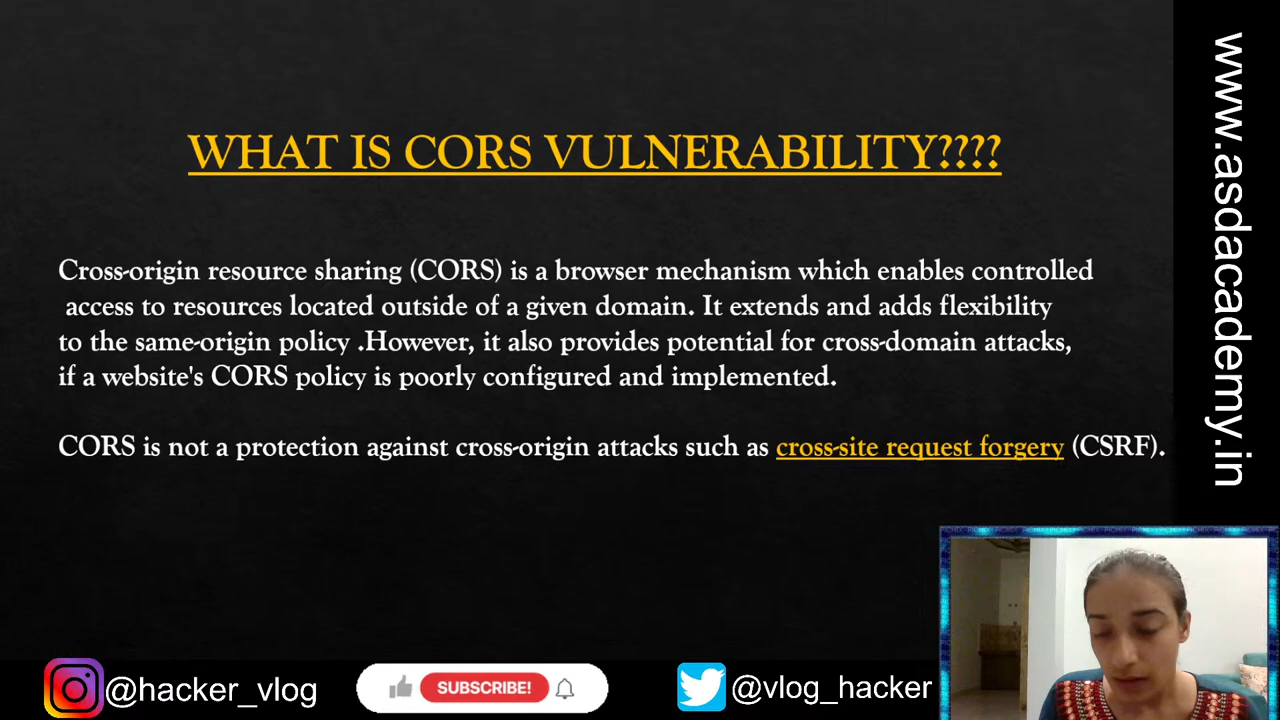 WHAT IS CORS VULNERABILITY????
Cross-origin resource sharing (CORS) is a browser mechanism which enables controlled
access to resources located outside of a given domain. It extends and adds flexibility
to the same-origin policy .However, it also provides potential for cross-domain attacks,
if a website's CORS policy is poorly configured and implemented.
CORS is not a protection against cross-origin attacks such as cross-site request forgery (CSRF).
www.asdacademy.in
@hacker_vlog
SUBSCRIBE!
@vlog_hacker